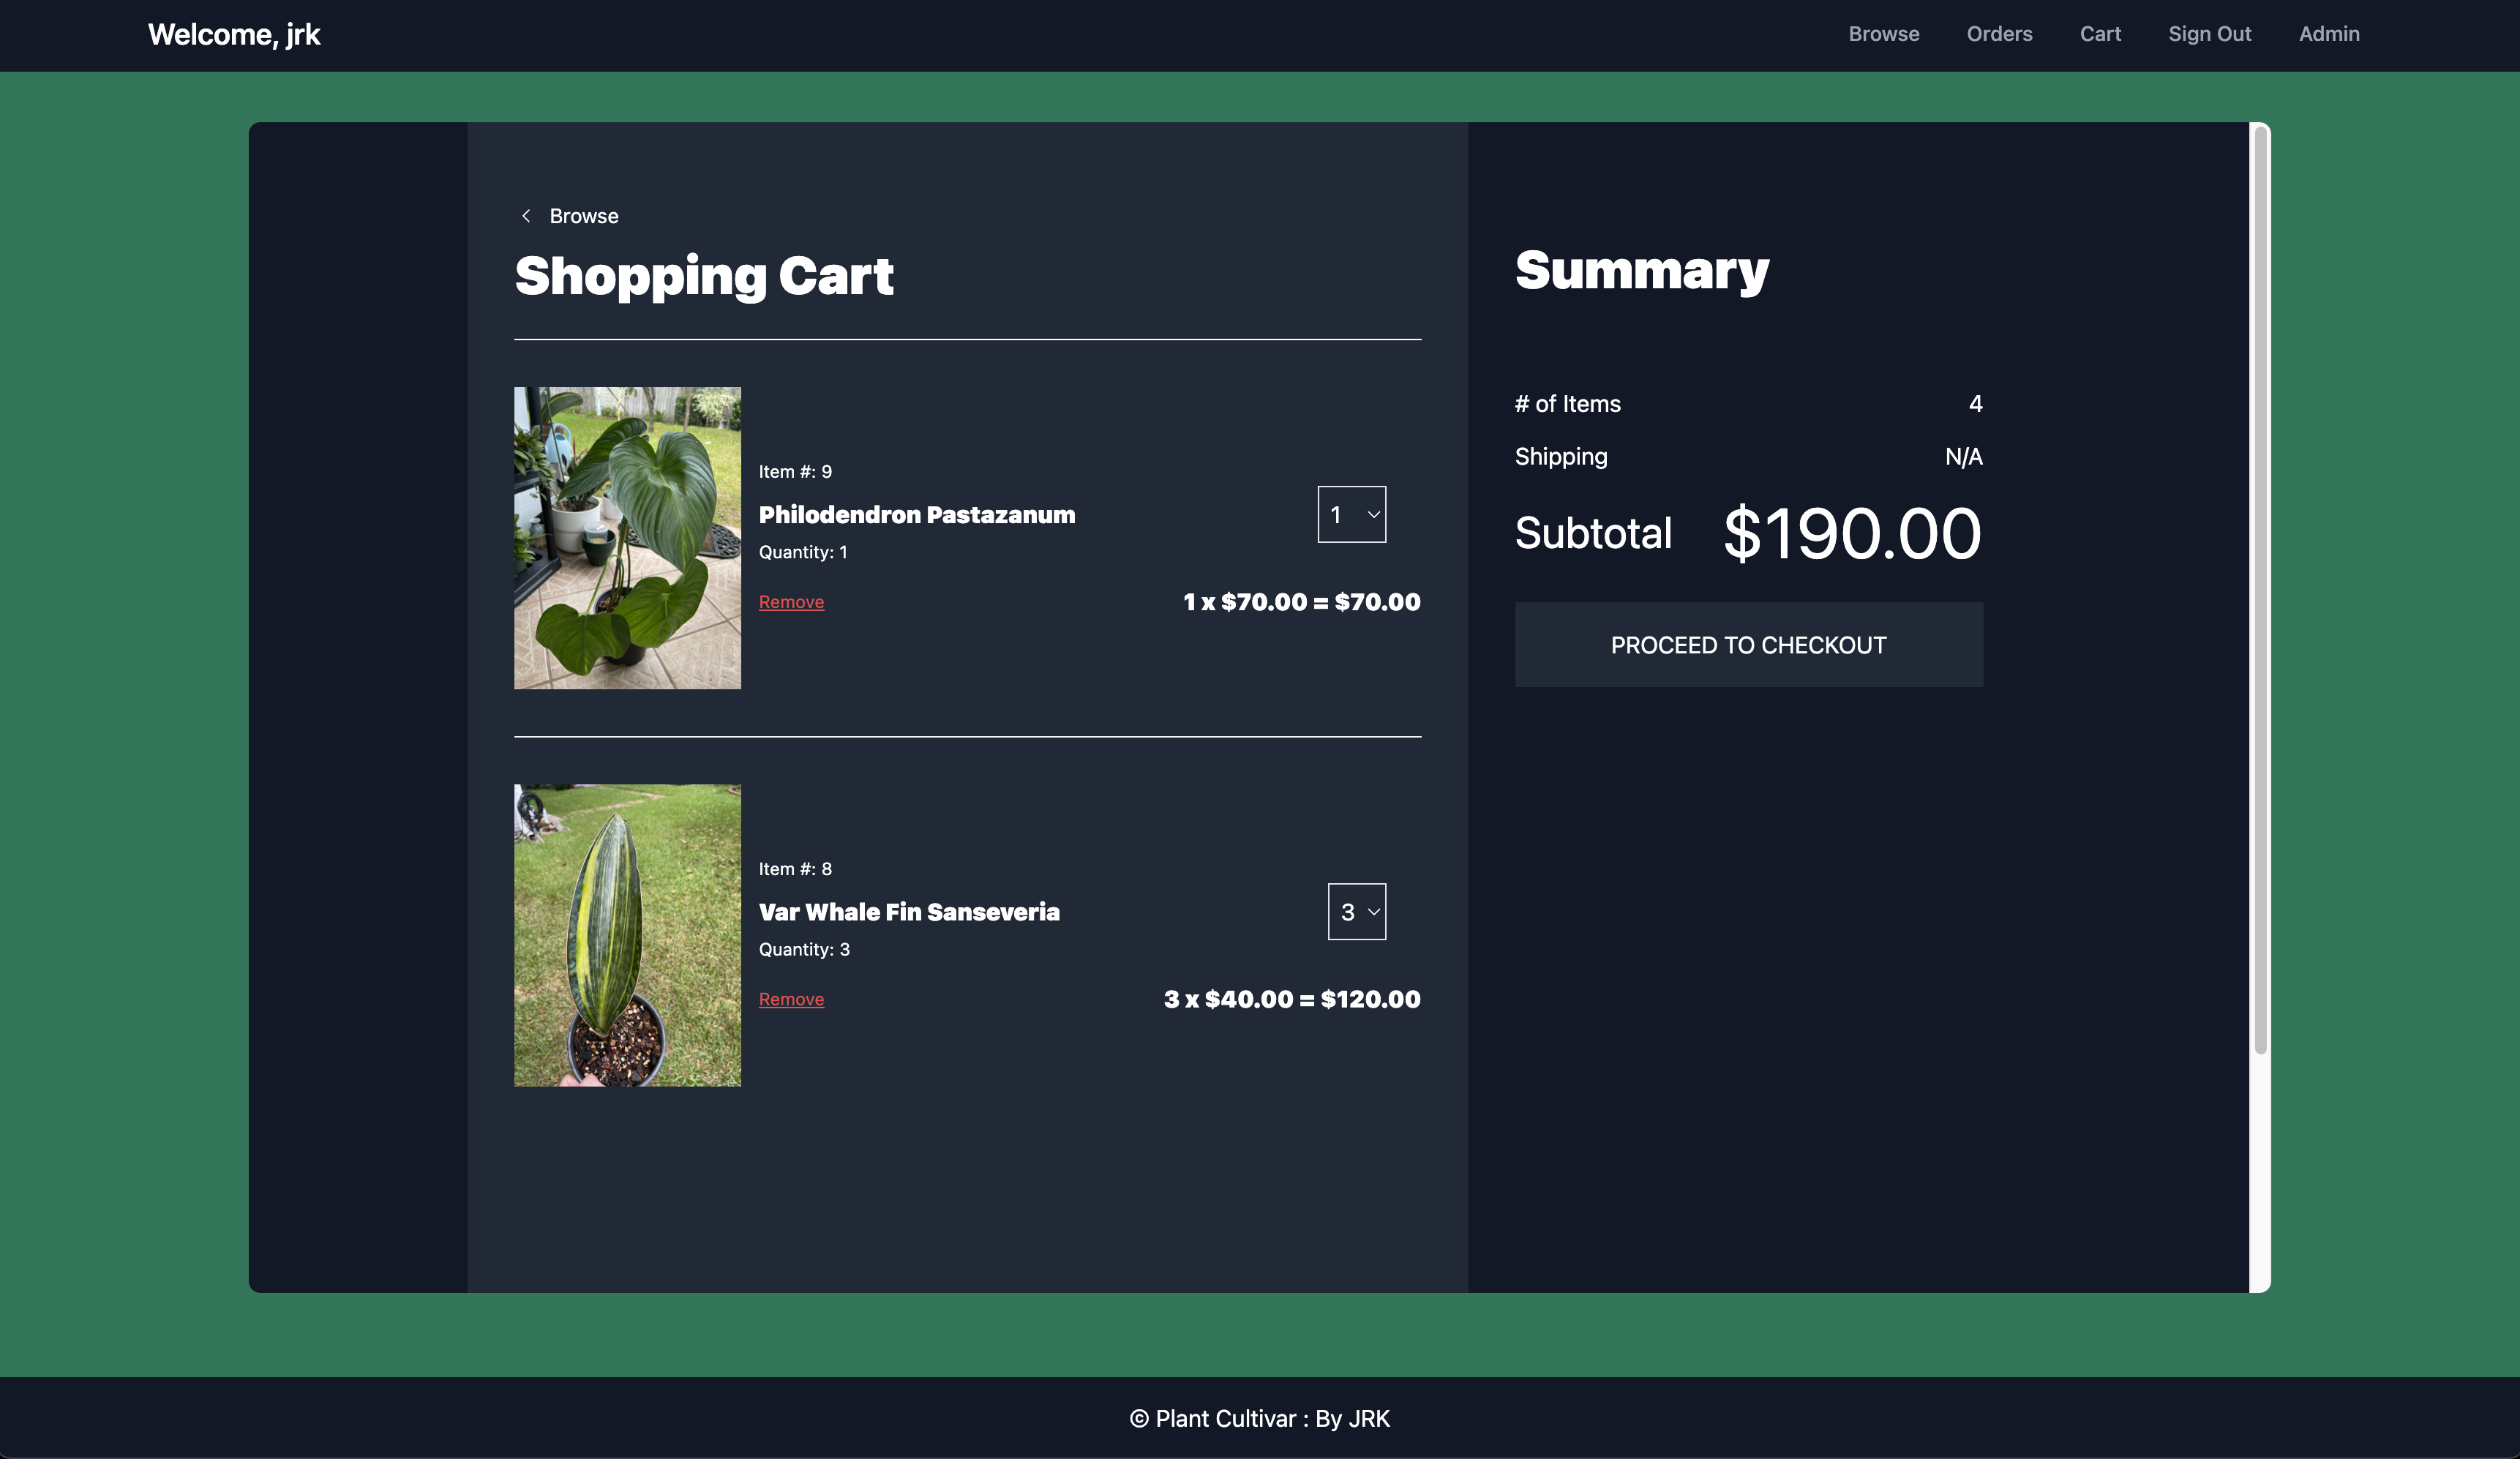 Welcome, jrk
Browse Orders Cart Sign Out Admin
Browse
Shopping Cart
Item #: 9
Philodendron Pastazanum
1
Quantity: 1
Remove
1 x $70.00 = $70.00
Item #: 8
Var Whale Fin Sanseveria
3
Quantity: 3
Remove
3 x $40.00 = $120.00
Summary
# of Items 4
Shipping N/A
Subtotal $190.00
PROCEED TO CHECKOUT
© Plant Cultivar : By JRK